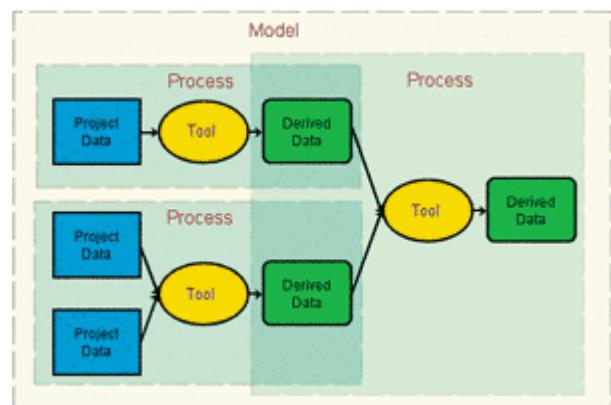 Model
Process
Process
Project
Data
Tool
Derived
Data
Process
Project
Data
Tool
Derived
Data
Project
Data
Tool
Derived
Data